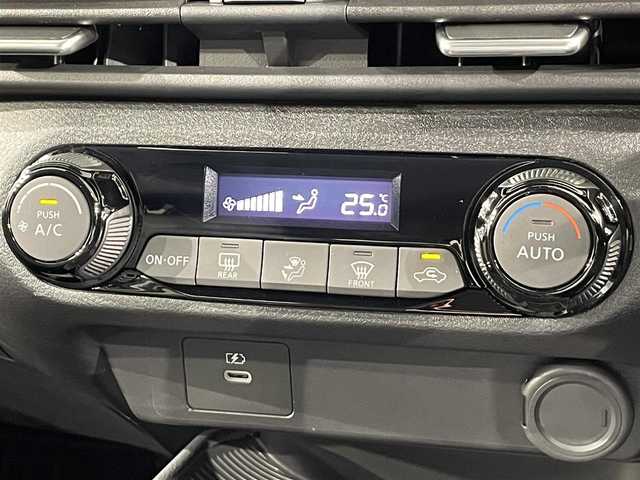 25.0
℃
PUSH
A/C
ON·OFF
REAR
FRONT
PUSH
AUTO